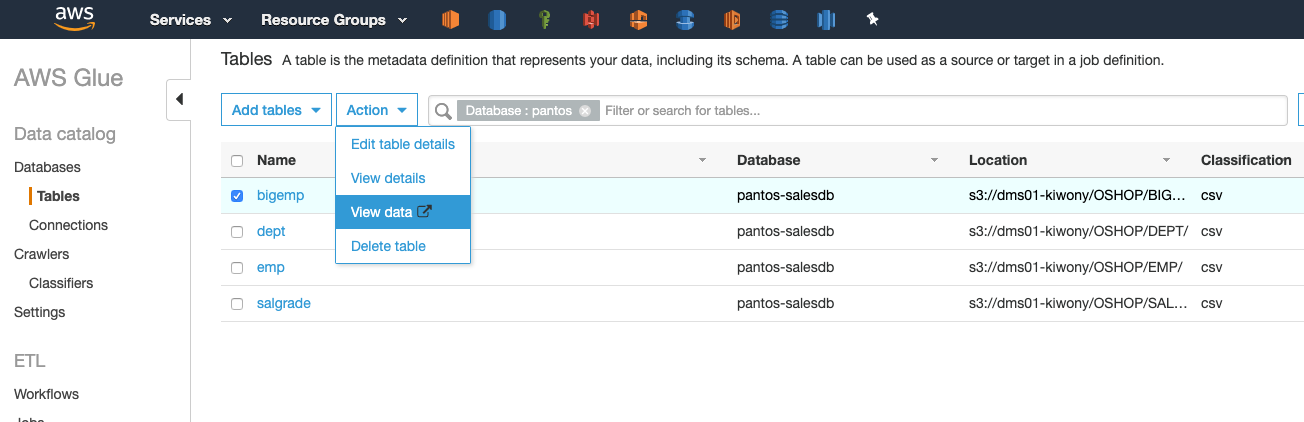 aws Services Resource Groups
Tables A table is the metadata definition that represents your data, including its schema. A table can be used as a source or target in a job definition.
AWS Glue
Add tables Action Database : pantos Filter or search for tables...
Data catalog
Edit table details
Name Database Location Classification
Databases
View details
Tables
bigemp pantos-salesdb s3://dms01-kiwony/OSHOP/BIG... csv
View data
Connections
dept pantos-salesdb s3://dms01-kiwony/OSHOP/DEPT/ csv
Delete table
Crawlers
emp pantos-salesdb s3://dms01-kiwony/OSHOP/EMP/ csv
Classifiers
salgrade pantos-salesdb s3://dms01-kiwony/OSHOP/SAL... csv
Settings
ETL
Workflows